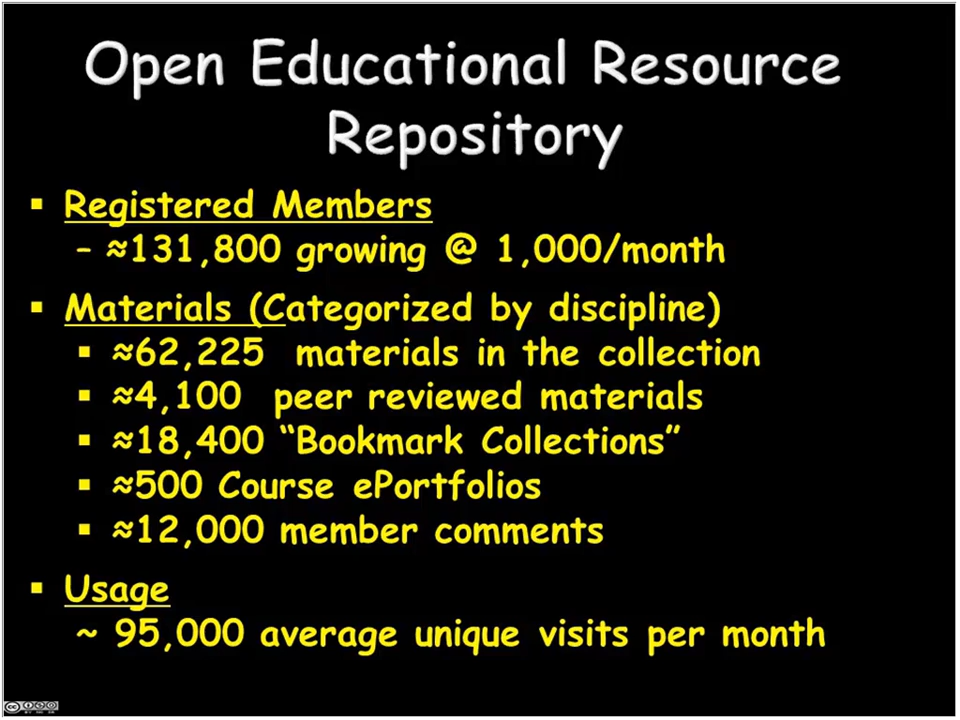 Open Educational Resource
Repository
▪ Registered Members
– ≈131,800 growing @ 1,000/month
▪ Materials (Categorized by discipline)
▪ ≈62,225 materials in the collection
▪ ≈4,100 peer reviewed materials
▪ ≈18,400 “Bookmark Collections”
▪ ≈500 Course ePortfolios
▪ ≈12,000 member comments
▪ Usage
~ 95,000 average unique visits per month